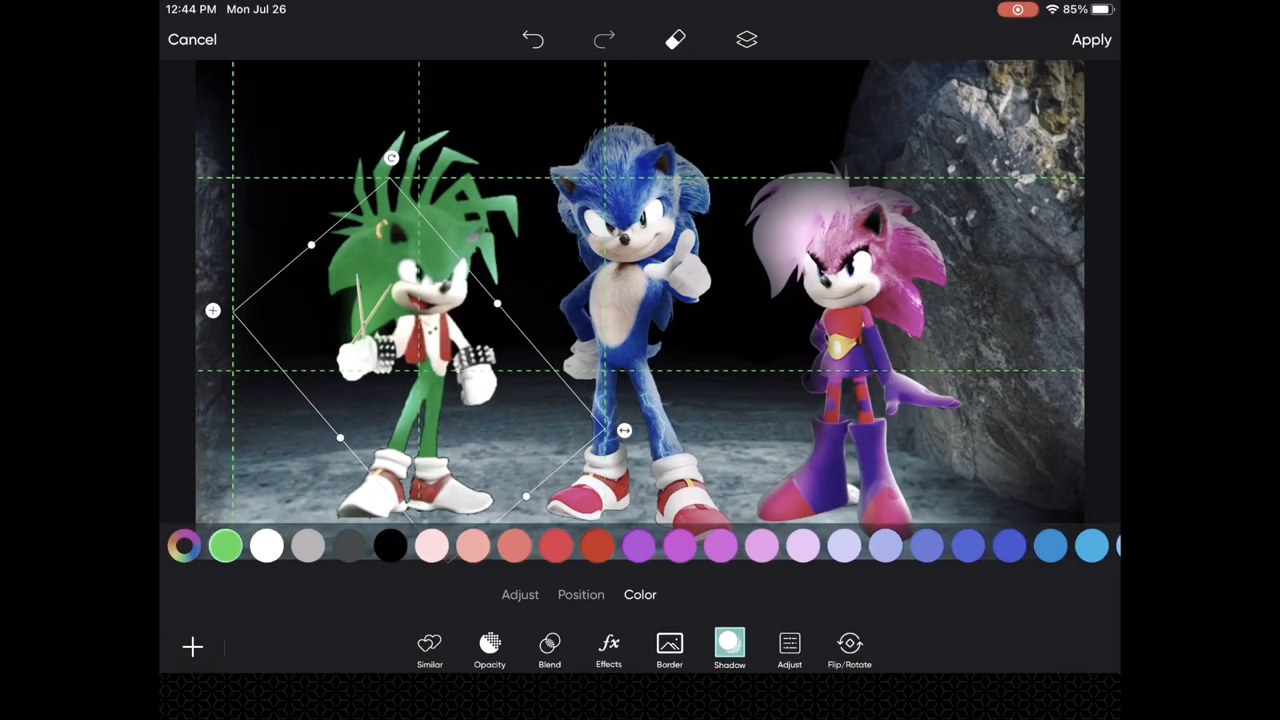 12:44 PM Mon Jul 26
85%
Cancel
Apply
Adjust Position Color
Similar Opacity Blend Effects Border Shadow Adjust Flip/Rotate
fx